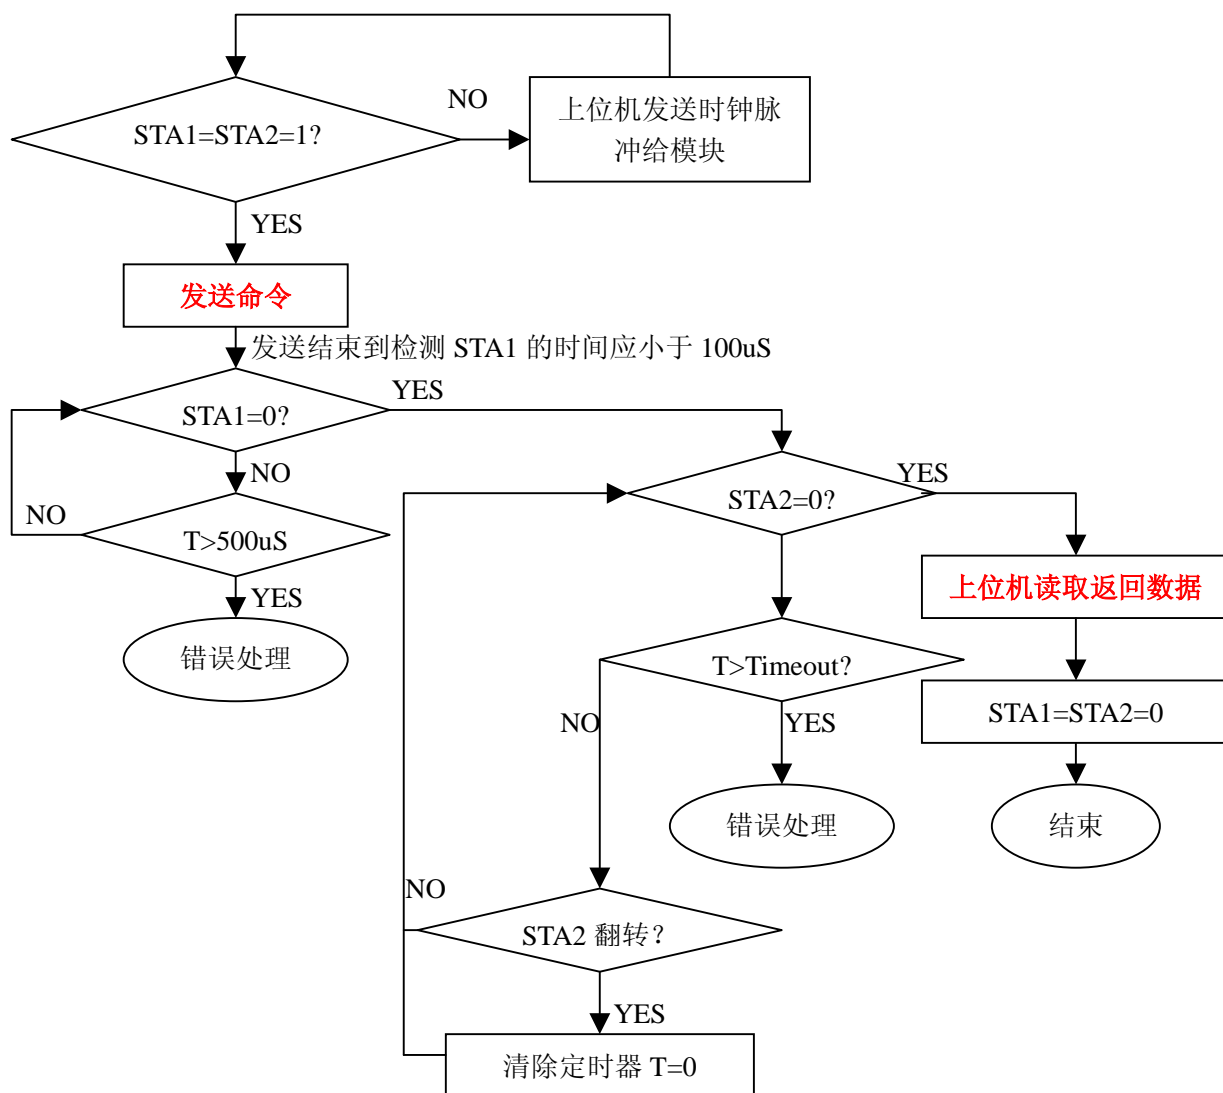 NO
上位机发送时钟脉
冲给模块
STA1=STA2=1?
YES
发送命令
发送结束到检测 STA1 的时间应小于 100uS
YES
STA1=0?
NO
YES
STA2=0?
NO
T>500uS
YES
上位机读取返回数据
错误处理
T>Timeout?
NO
YES
STA1=STA2=0
错误处理
结束
NO
STA2 翻转？
YES
清除定时器 T=0